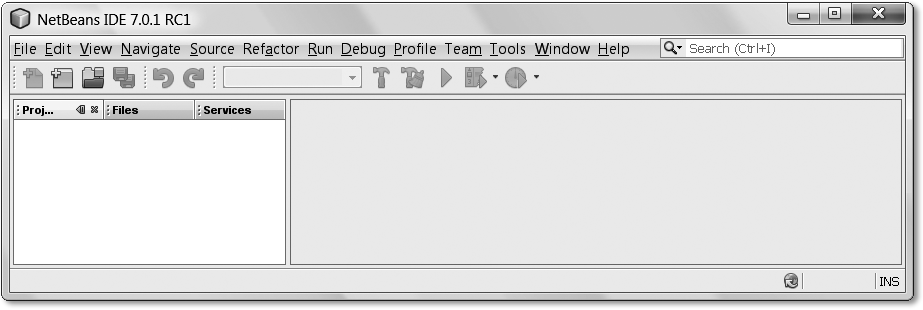 NetBeans IDE 7.0.1 RC1
File Edit View Navigate Source Refactor Run Debug Profile Team Tools Window Help Search (Ctrl+I)
Proj... Files Services
INS